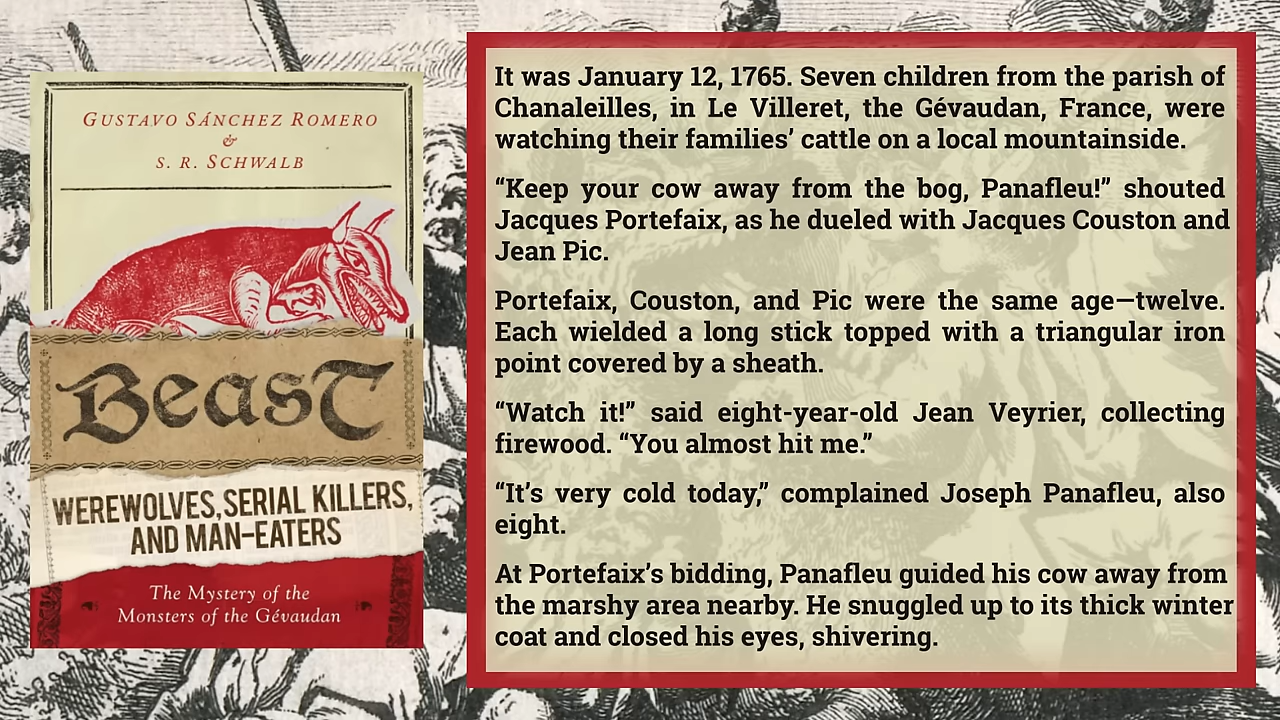 GUSTAVO SÁNCHEZ ROMERO
&
S. R. SCHWALB
Beast
WEREWOLVES, SERIAL KILLERS,
AND MAN-EATERS
The Mystery of the
Monsters of the Gévaudan
It was January 12, 1765. Seven children from the parish of
Chanaleilles, in Le Villeret, the Gévaudan, France, were
watching their families’ cattle on a local mountainside.
“Keep your cow away from the bog, Panafleu!” shouted
Jacques Portefaix, as he dueled with Jacques Couston and
Jean Pic.
Portefaix, Couston, and Pic were the same age—twelve.
Each wielded a long stick topped with a triangular iron
point covered by a sheath.
“Watch it!” said eight-year-old Jean Veyrier, collecting
firewood. “You almost hit me.”
“It’s very cold today,” complained Joseph Panafleu, also
eight.
At Portefaix’s bidding, Panafleu guided his cow away from
the marshy area nearby. He snuggled up to its thick winter
coat and closed his eyes, shivering.